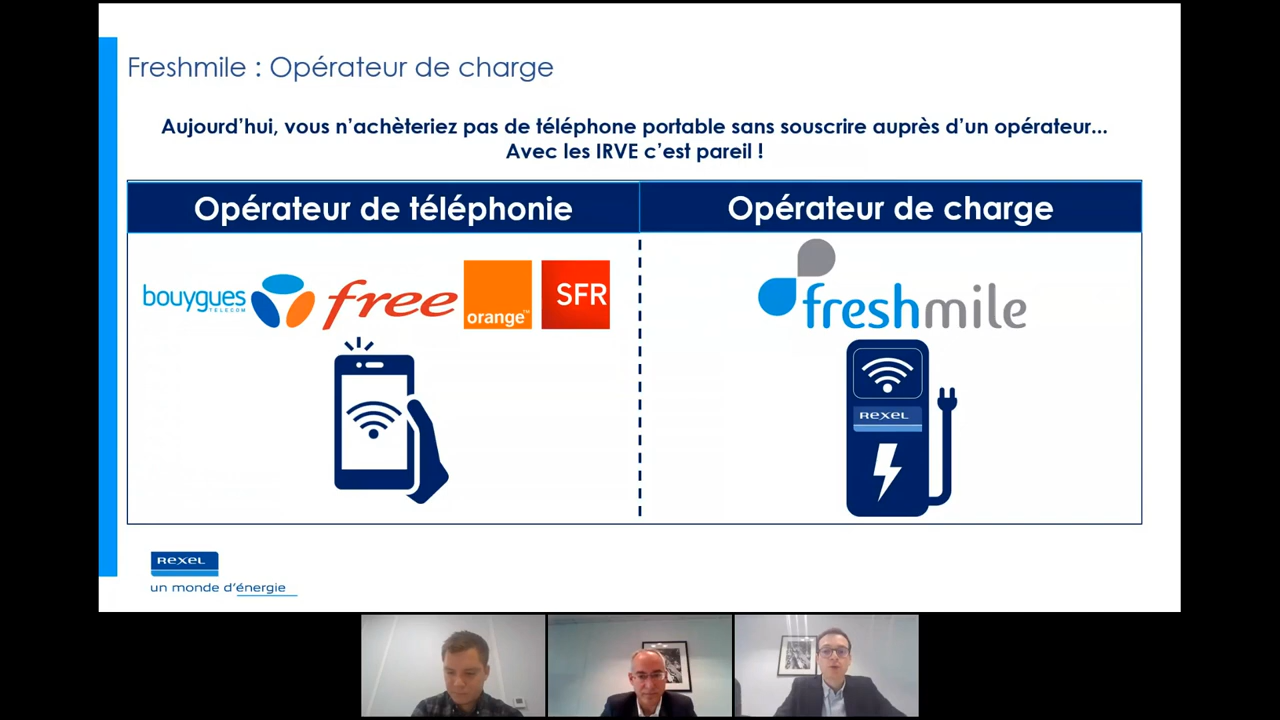 Freshmile : Opérateur de charge
Aujourd'hui, vous n'achèteriez pas de téléphone portable sans souscrire auprès d'un opérateur...
Avec les IRVE c'est pareil !
Opérateur de téléphonie
Opérateur de charge
bouygues
TELECOM
free
orange™
SFR
freshmile
REXEL
REXEL
un monde d'énergie